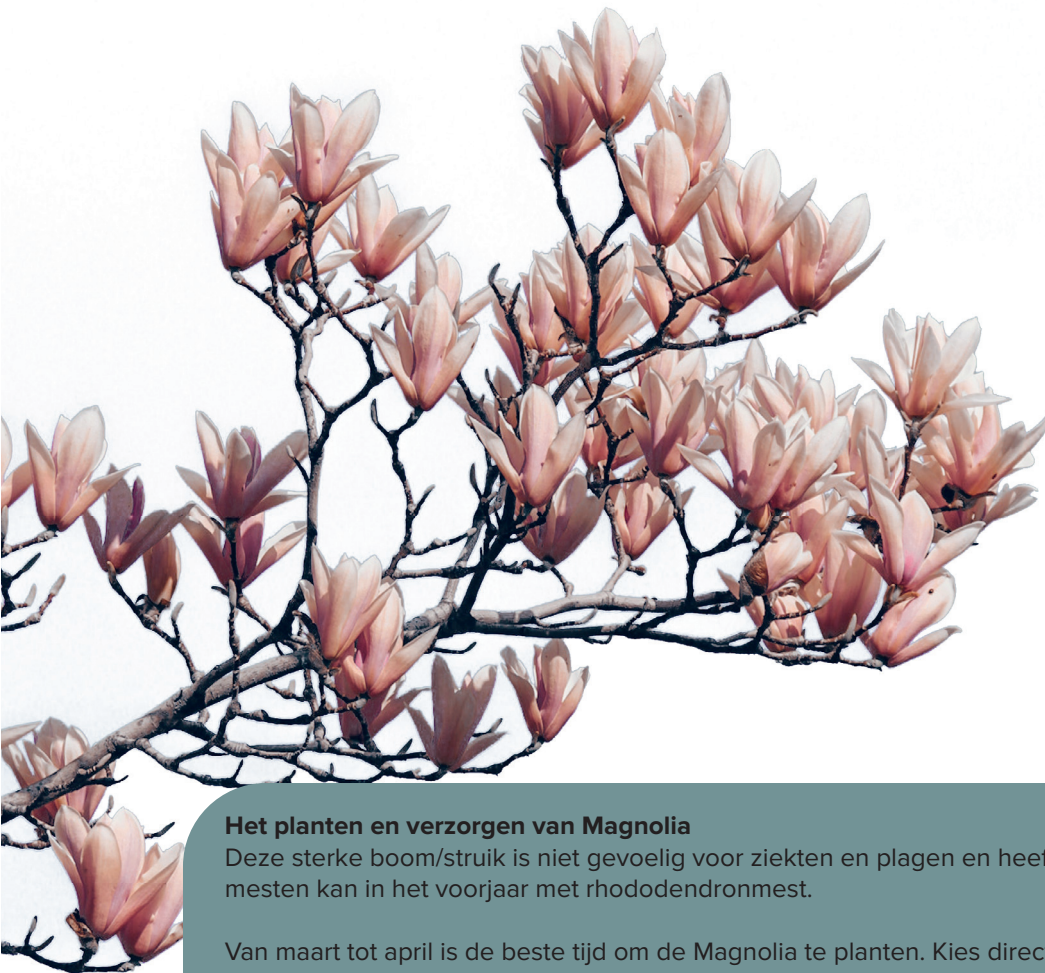 Het planten en verzorgen van Magnolia
Deze sterke boom/struik is niet gevoelig voor ziekten en plagen en
mesten kan in het voorjaar met rhododendronmest.
Van maart tot april is de beste tijd om de Magnolia te planten. Kies